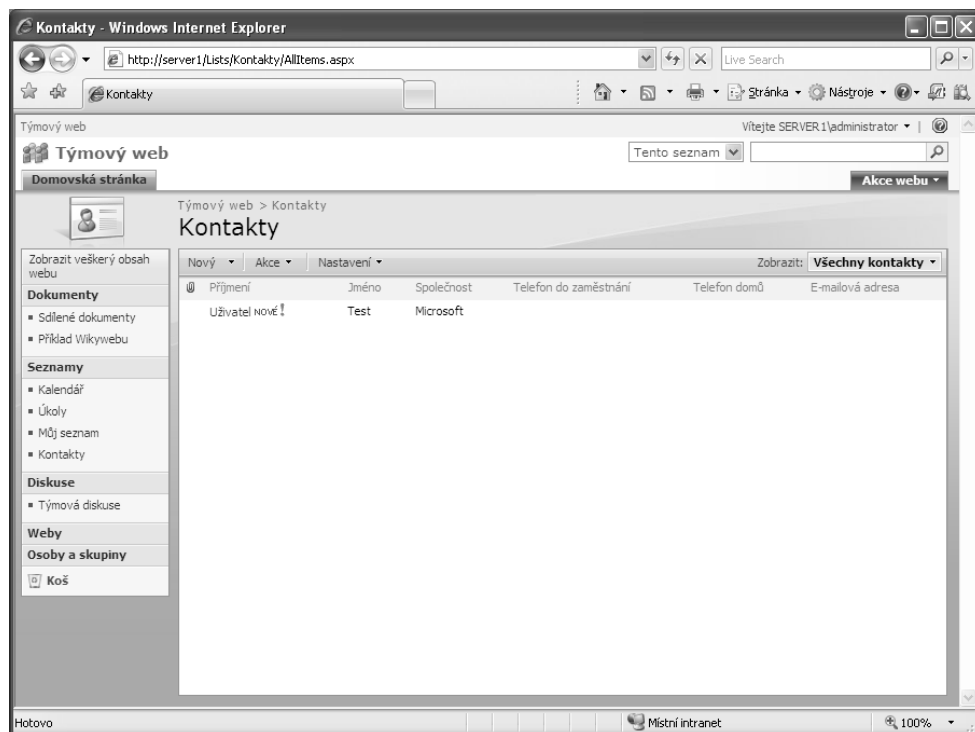 Kontakty - Windows Internet Explorer
http://server1/Lists/Kontakty/AllItems.aspx
Live Search
Kontakty
Stránka
Nástroje
Týmový web
Vítejte SERVER1\administrator
Týmový web
Tento seznam
Domovská stránka
Akce webu
Týmový web > Kontakty
Kontakty
Zobrazit veškerý obsah
webu
Dokumenty
Sdílené dokumenty
Příklad Wikywebu
Seznamy
Kalendář
Úkoly
Můj seznam
Kontakty
Diskuse
Týmová diskuse
Weby
Osoby a skupiny
Koš
Nový Akce Nastavení Zobrazit: Všechny kontakty
Příjmení Jméno Společnost Telefon do zaměstnání Telefon domů E-mailová adresa
Uživatel NOVÉ! Test Microsoft
Hotovo
Místní intranet
100%